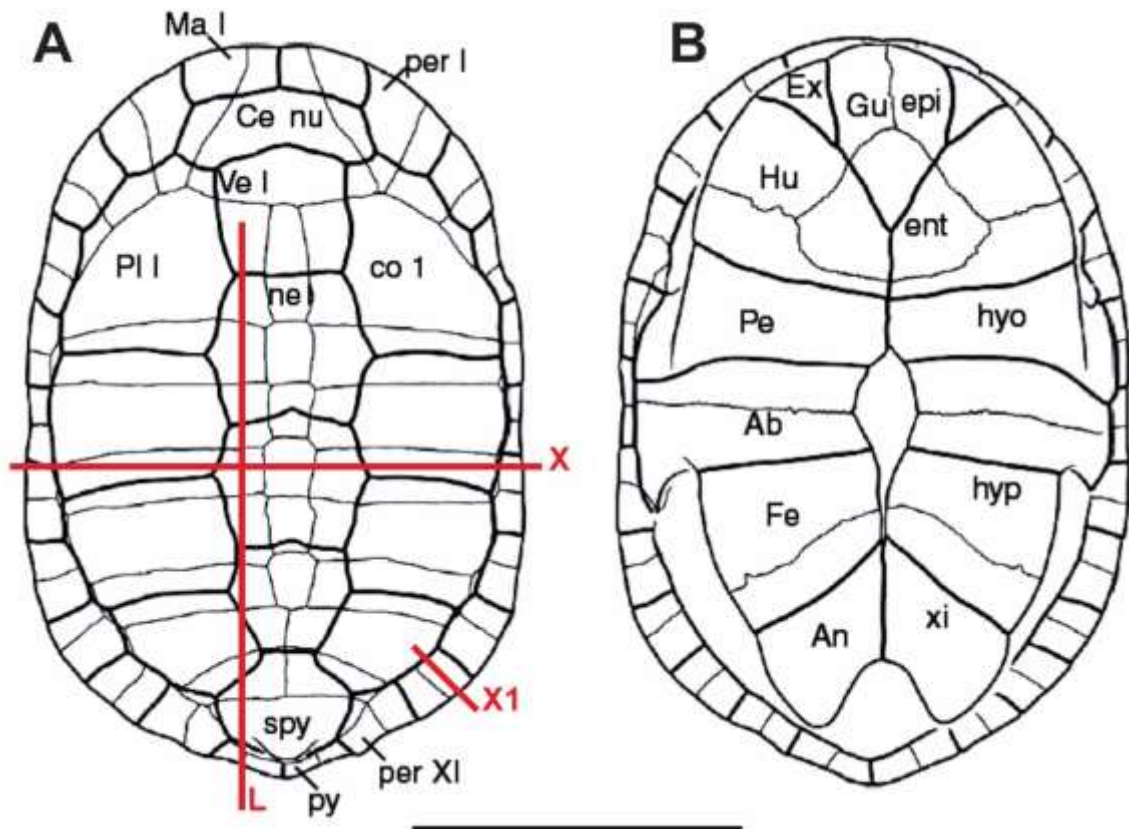 A
Ma I
per I
Ce nu
Ve I
Pl I
co 1
ne
X
X1
spy
per XI
py
L
B
Ex
Gu
epi
Hu
ent
Pe
hyo
Ab
Fe
hyp
An
xi